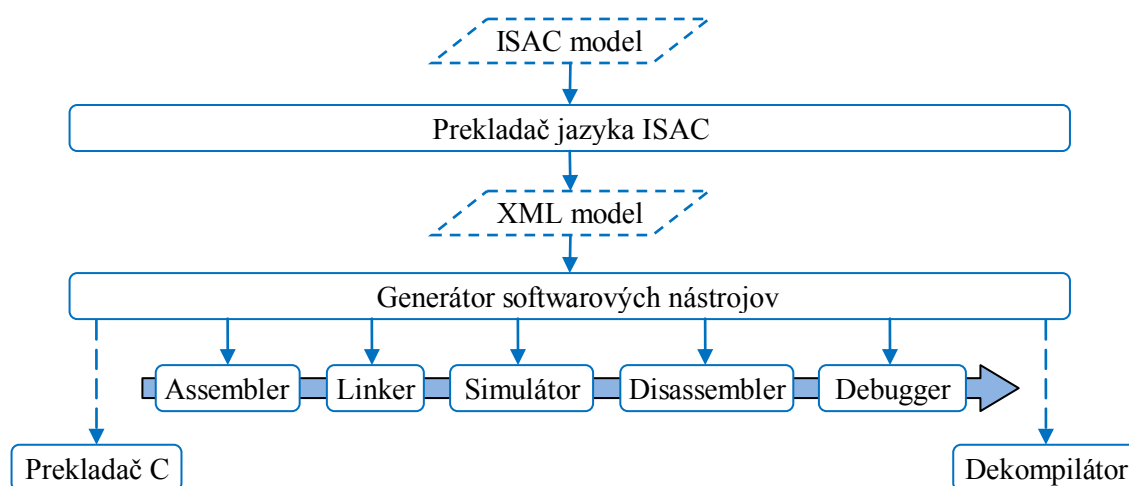 ISAC model
Prekladač jazyka ISAC
XML model
Generátor softwarových nástrojov
Assembler
Linker
Simulátor
Disassembler
Debugger
Prekladač C
Dekompilátor